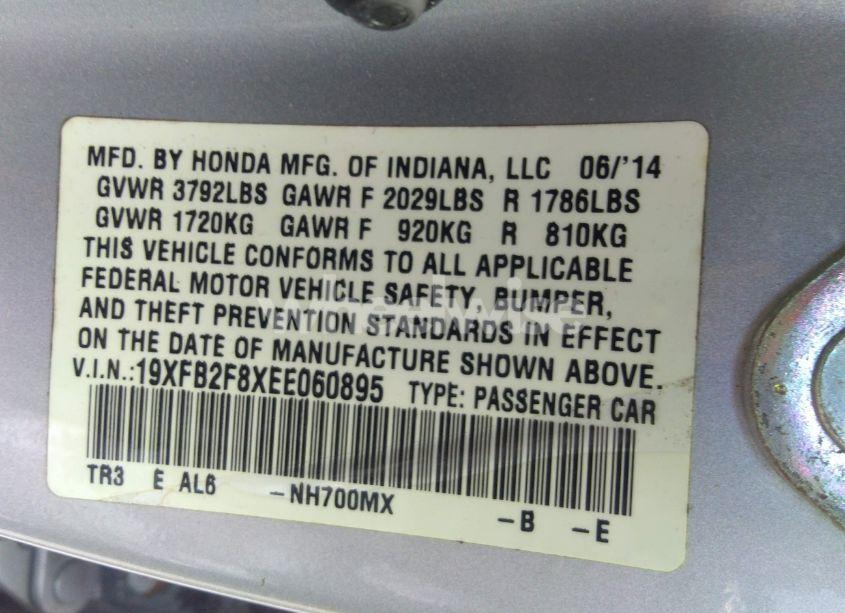 MFD. BY HONDA MFG. OF INDIANA, LLC 06/'14
GVWR 3792LBS GAWR F 2029LBS R 1786LBS
GVWR 1720KG GAWR F 920KG R 810KG
THIS VEHICLE CONFORMS TO ALL APPLICABLE
FEDERAL MOTOR VEHICLE SAFETY, BUMPER,
AND THEFT PREVENTION STANDARDS IN EFFECT
ON THE DATE OF MANUFACTURE SHOWN ABOVE.
V.I.N.:19XFB2F8XEE060895 TYPE: PASSENGER CAR
TR3 E AL6 -NH700MX -B -E